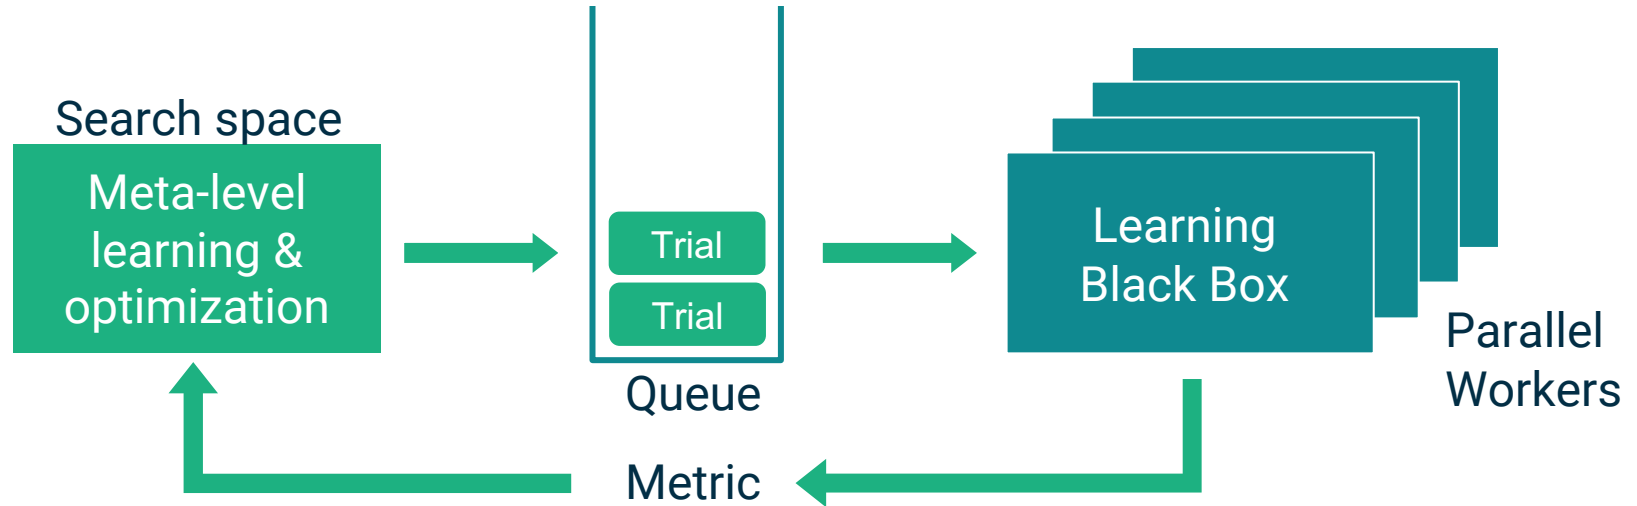 Search space
Meta-level
learning &
optimization
Trial
Trial
Queue
Learning
Black Box
Parallel
Workers
Metric